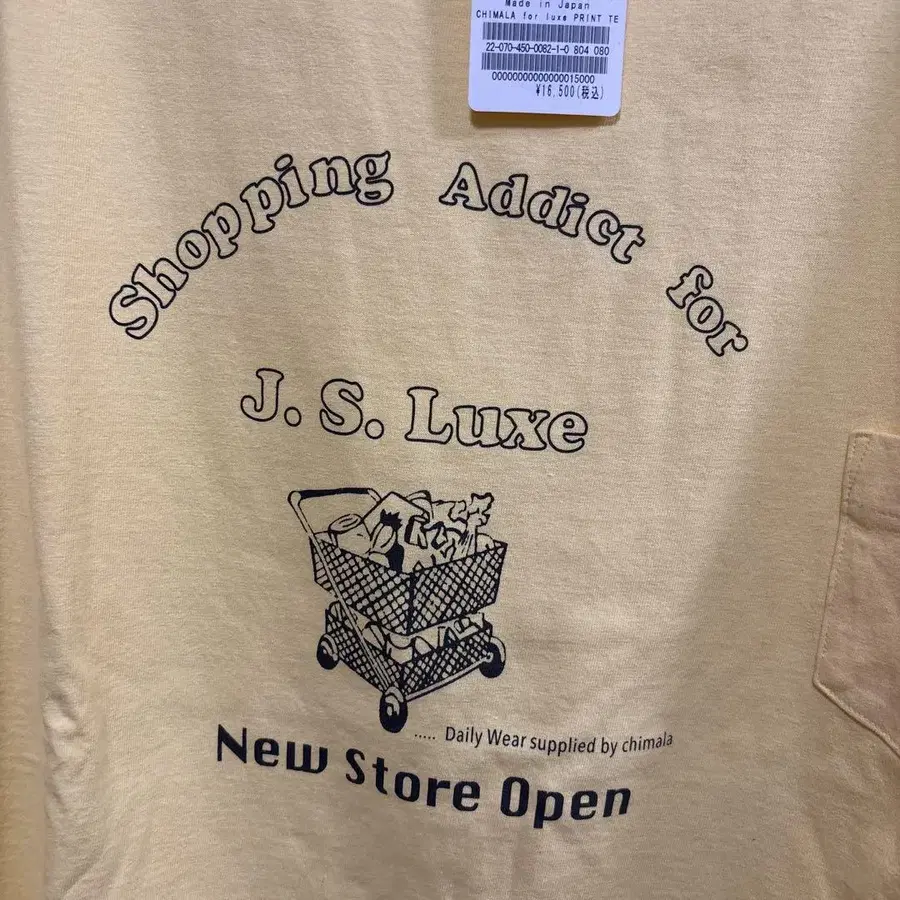 Made in Japan
CHIMALA for luxe PRINT TE
22-070-450-0082-1-0 804 080
00000000000000015000
¥16,500(税込)
Shopping Addict for
J. S. Luxe
..... Daily Wear supplied by chimala
New Store Open